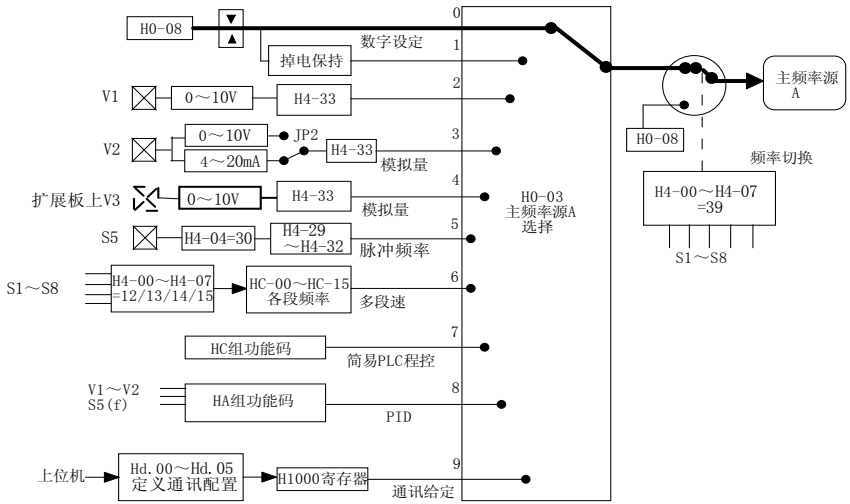 H0-08
▼
▲
0
数字设定
1
掉电保持
2
V1
0～10V
H4-33
V2
0～10V
4～20mA
JP2
H4-33
3
模拟量
扩展板上V3
0～10V
H4-33
4
模拟量
S5
H4-04=30
H4-29
～H4-32
5
脉冲频率
S1～S8
H4-00～H4-07
=12/13/14/15
HC-00～HC-15
各段频率
6
多段速
HC组功能码
7
简易PLC程控
V1～V2
S5(f)
HA组功能码
8
PID
上位机
Hd.00～Hd.05
定义通讯配置
H1000寄存器
9
通讯给定
H0-03
主频率源A
选择
主频率源
A
H0-08
频率切换
H4-00～H4-07
=39
S1～S8